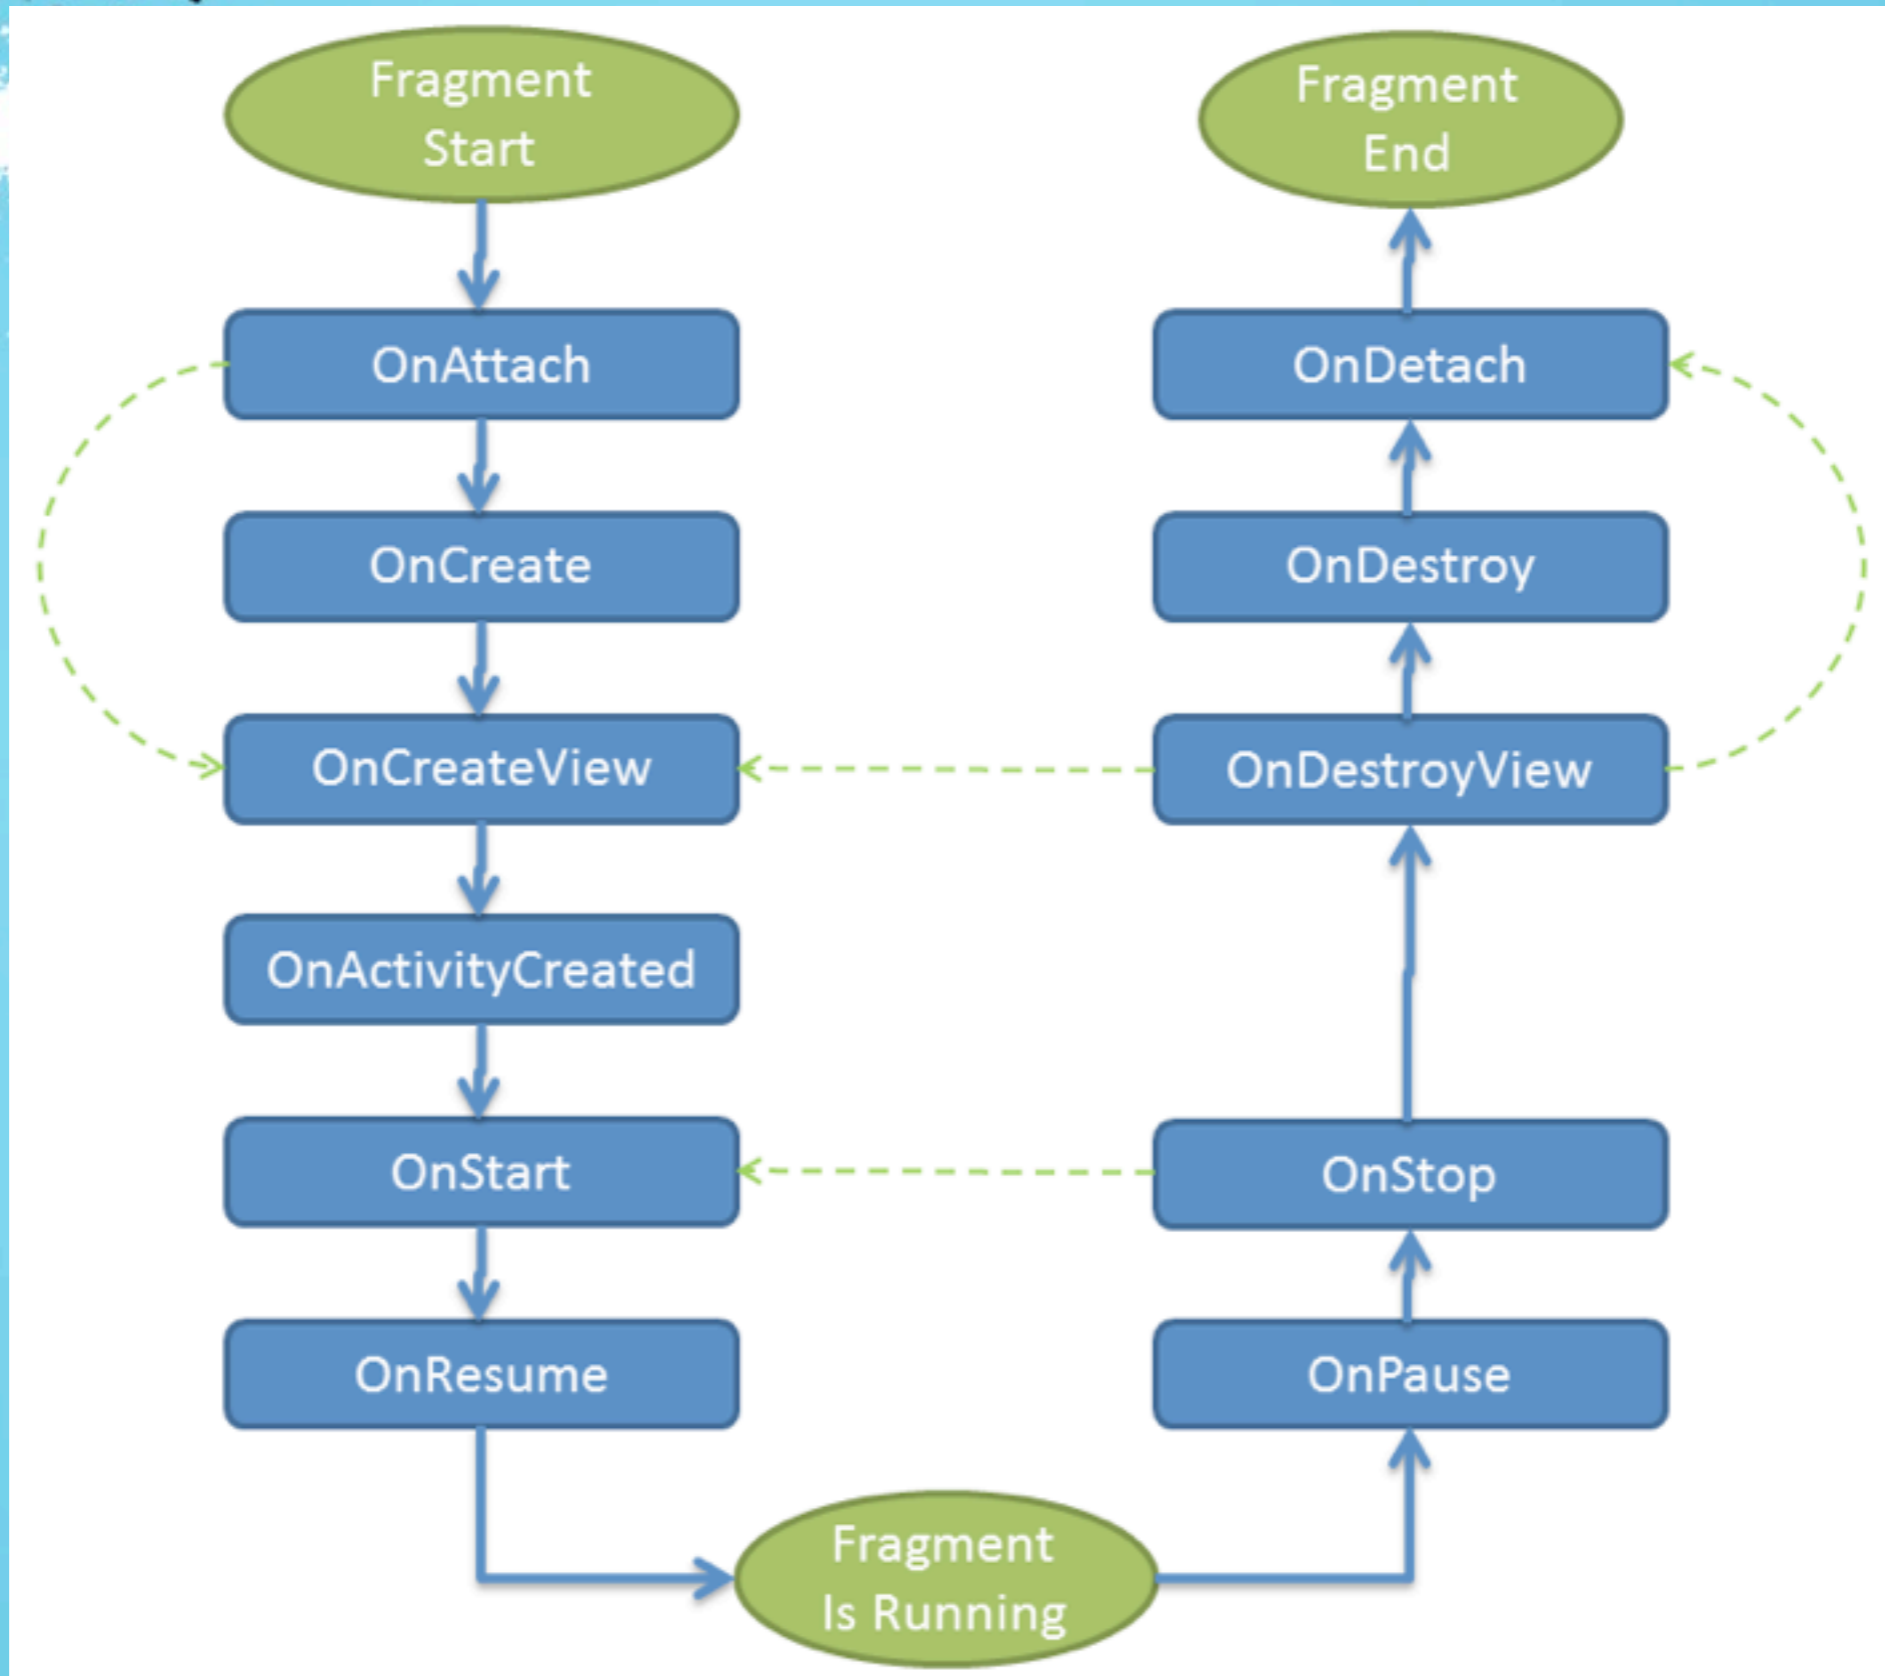 Fragment
Start
OnAttach
OnCreate
OnCreateView
OnActivityCreated
OnStart
OnResume
Fragment
Is Running
OnPause
OnStop
OnDestroyView
OnDestroy
OnDetach
Fragment
End